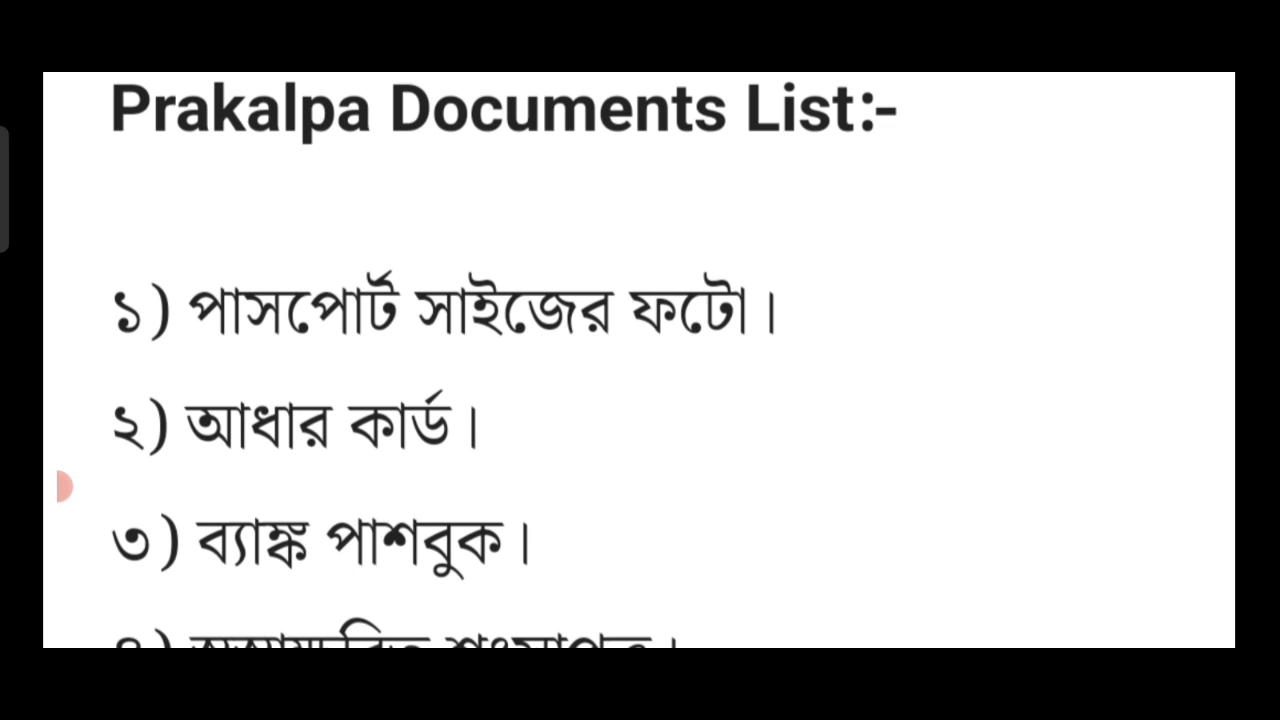 Prakalpa Documents List:-
১) পাসপোর্ট সাইজের ফটো।
২) আধার কার্ড।
৩) ব্যাঙ্ক পাশবুক।